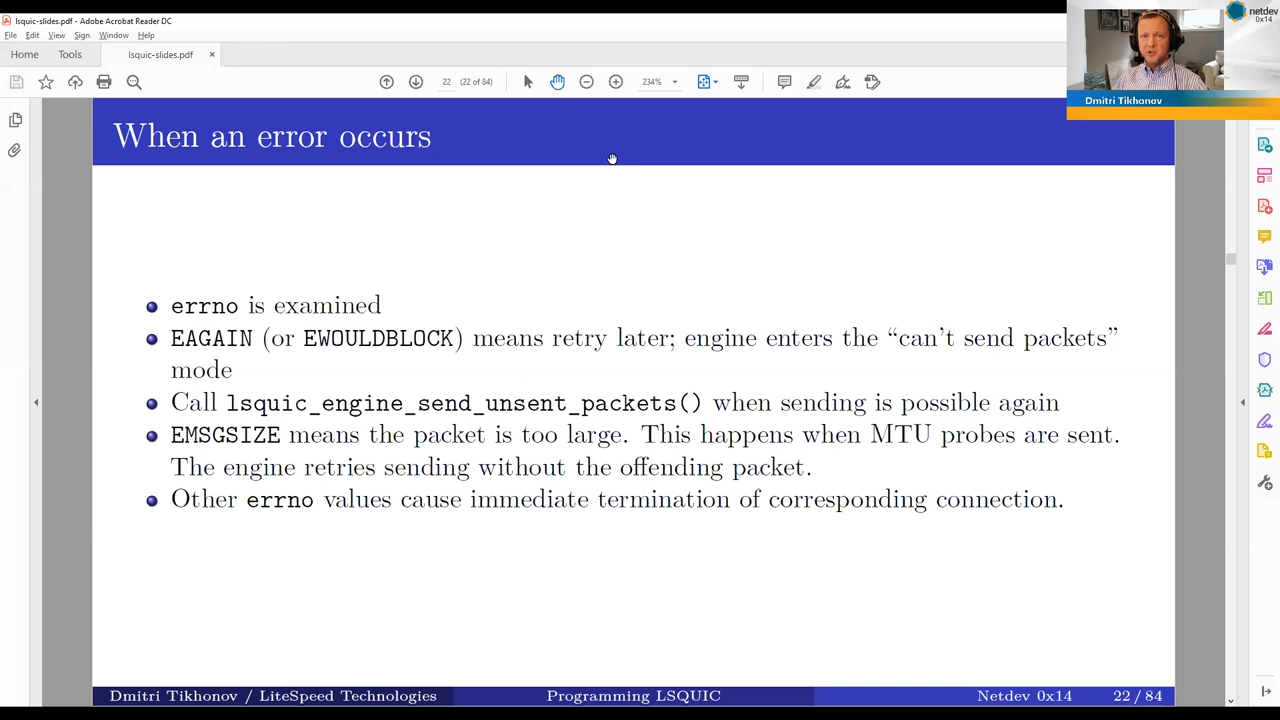 lsquic-slides.pdf - Adobe Acrobat Reader DC
File Edit View Sign Window Help
Home Tools lsquic-slides.pdf ×
22 (22 of 84) 234%
netdev
0x14
Dmitri Tikhonov
When an error occurs
errno is examined
EAGAIN (or EWOULDBLOCK) means retry later; engine enters the “can’t send packets”
mode
Call lsquic_engine_send_unsent_packets() when sending is possible again
EMSGSIZE means the packet is too large. This happens when MTU probes are sent.
The engine retries sending without the offending packet.
Other errno values cause immediate termination of corresponding connection.
Dmitri Tikhonov / LiteSpeed Technologies Programming LSQUIC Netdev 0x14 22 / 84